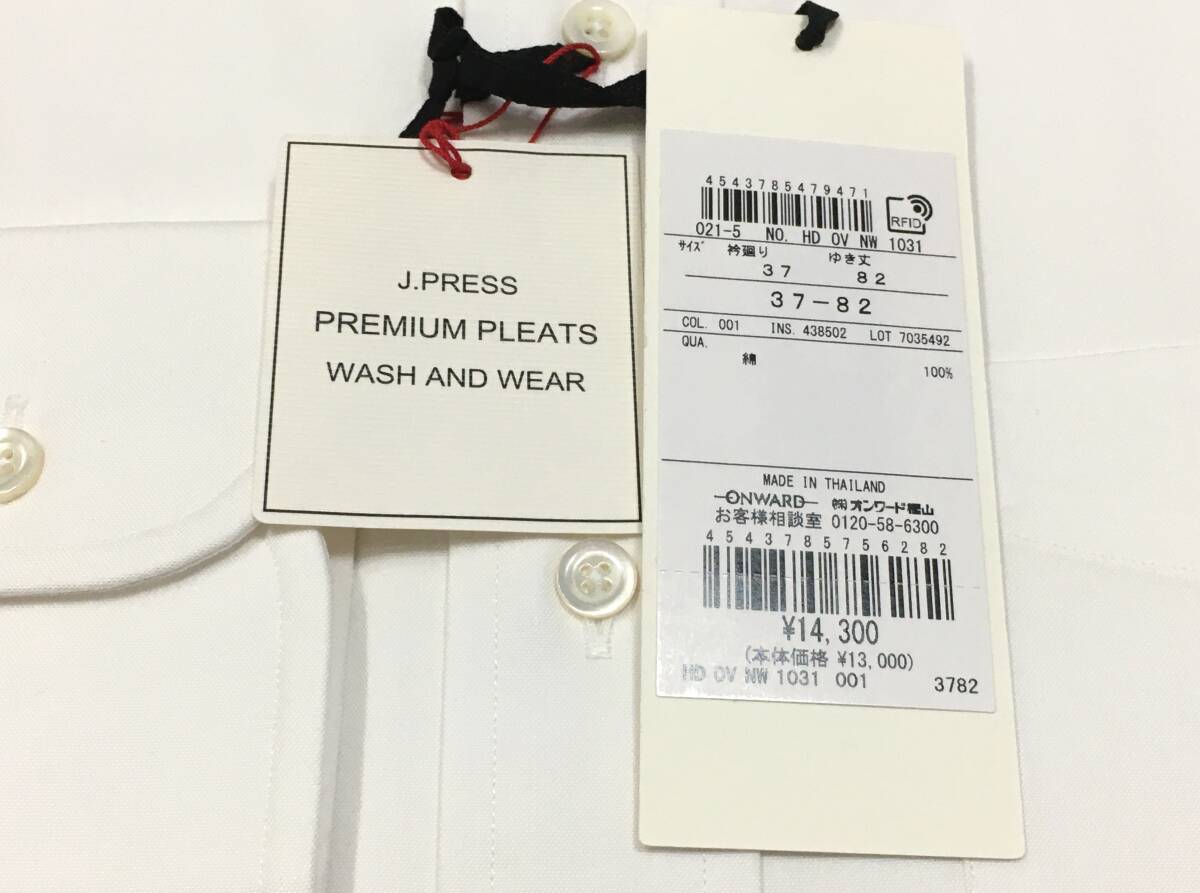 J.PRESS
PREMIUM PLEATS
WASH AND WEAR
4543785479471
RFID
021-5 NO. HD OV NW 1031
サイズ 衿廻り ゆき丈
37 82
37-82
COL. 001 INS. 438502 LOT 7035492
QUA.
綿 100%
MADE IN THAILAND
ONWARD ㈱オンワード樫山
お客様相談室 0120-58-6300
4543785756282
¥14,300
(本体価格 ¥13,000)
HD OV NW 1031 001 3782